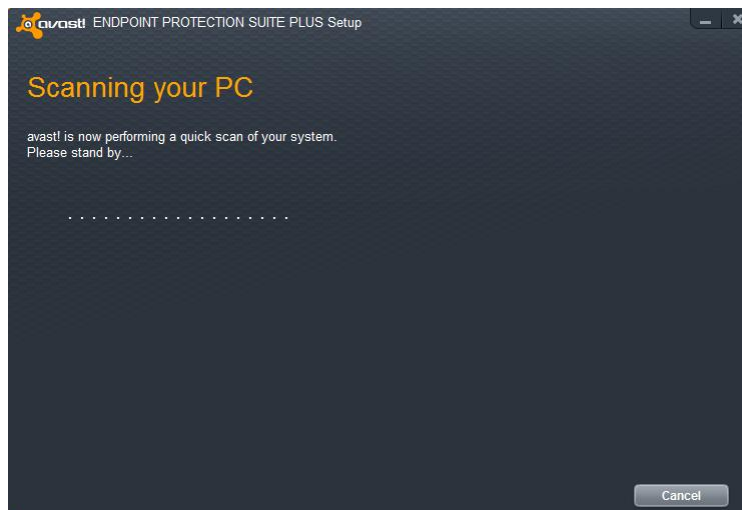 avast! ENDPOINT PROTECTION SUITE PLUS Setup
Scanning your PC
avast! is now performing a quick scan of your system.
Please stand by...
. . . . . . . . . . . . . . . . . . .
Cancel